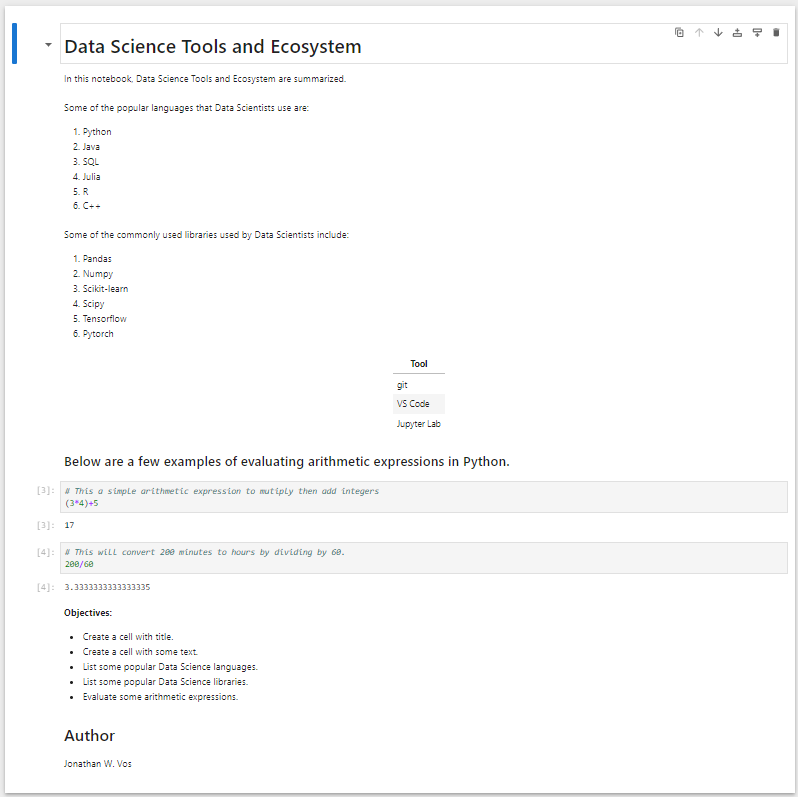 Data Science Tools and Ecosystem
In this notebook, Data Science Tools and Ecosystem are summarized.
Some of the popular languages that Data Scientists use are:
1. Python
2. Java
3. SQL
4. Julia
5. R
6. C++
Some of the commonly used libraries used by Data Scientists include:
1. Pandas
2. Numpy
3. Scikit-learn
4. Scipy
5. Tensorflow
6. Pytorch
Tool
git
VS Code
Jupyter Lab
Below are a few examples of evaluating arithmetic expressions in Python.
[3]: # This a simple arithmetic expression to mutiply then add integers
(3*4)+5
[3]: 17
[4]: # This will convert 200 minutes to hours by dividing by 60.
200/60
[4]: 3.3333333333333335
Objectives:
• Create a cell with title.
• Create a cell with some text.
• List some popular Data Science languages.
• List some popular Data Science libraries.
• Evaluate some arithmetic expressions.
Author
Jonathan W. Vos